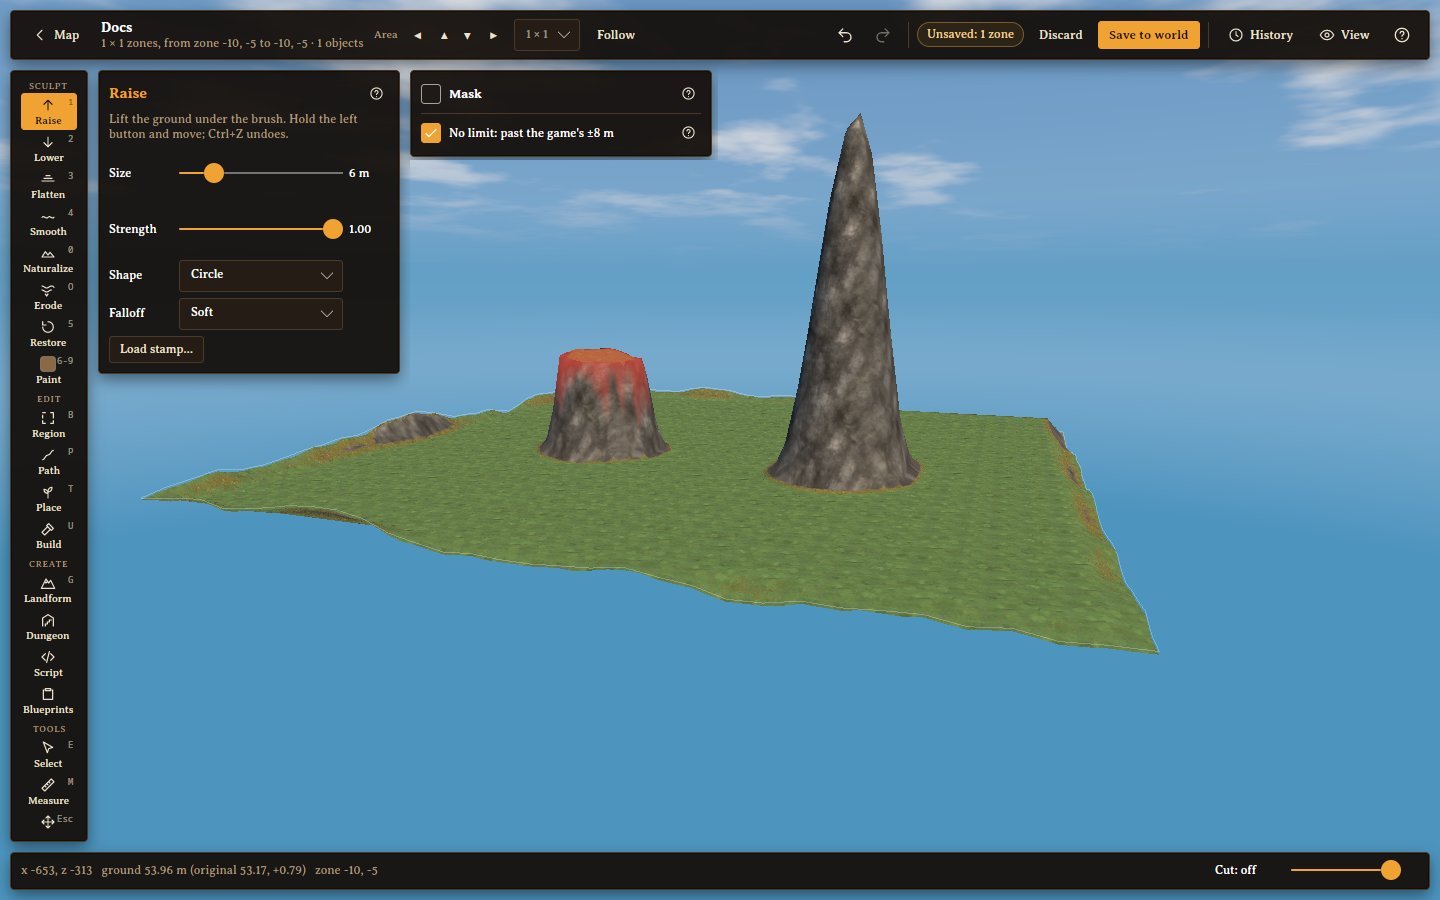 Map
Docs
1 × 1 zones, from zone -10, -5 to -10, -5 · 1 objects
Area
1 × 1
Follow
Unsaved: 1 zone
Discard
Save to world
History
View
SCULPT
1
Raise
2
Lower
3
Flatten
4
Smooth
0
Naturalize
O
Erode
5
Restore
6-9
Paint
EDIT
B
Region
P
Path
T
Place
U
Build
CREATE
G
Landform
Dungeon
Script
Blueprints
TOOLS
E
Select
M
Measure
Esc
Raise
Lift the ground under the brush. Hold the left
button and move; Ctrl+Z undoes.
Size
6 m
Strength
1.00
Shape
Circle
Falloff
Soft
Load stamp...
Mask
No limit: past the game's ±8 m
x -653, z -313 ground 53.96 m (original 53.17, +0.79) zone -10, -5
Cut: off